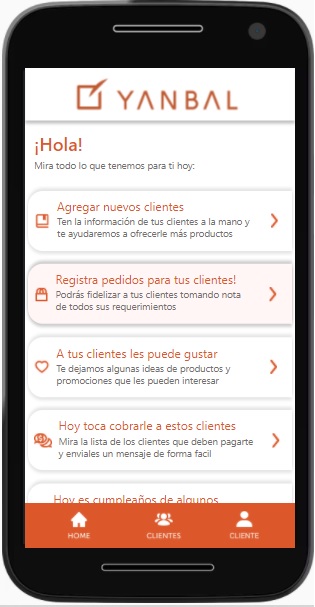 YANBAL
¡Hola!
Mira todo lo que tenemos para ti hoy:
Agregar nuevos clientes
Ten la información de tus clientes a la mano y
te ayudaremos a ofrecerle más productos
Registra pedidos para tus clientes!
Podrás fidelizar a tus clientes tomando nota
de todos sus requerimientos
A tus clientes les puede gustar
Te dejamos algunas ideas de productos y
promociones que les pueden interesar
Hoy toca cobrarle a estos clientes
Mira la lista de los clientes que deben pagarte
y enviales un mensaje de forma facil
Hoy es cumpleaños de algunos
HOME
CLIENTES
CLIENTE